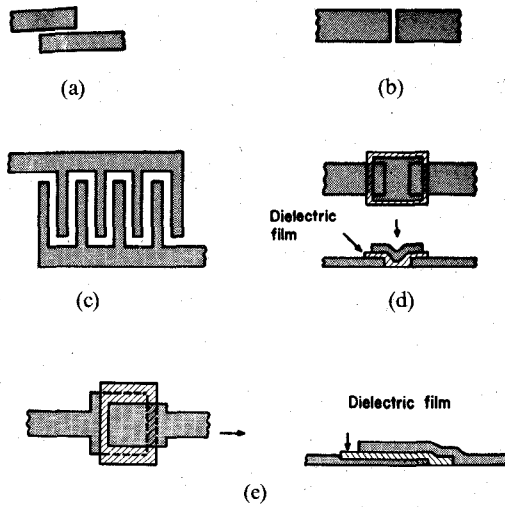 (a)
(b)
Dielectric
film
(c)
(d)
Dielectric film
(e)